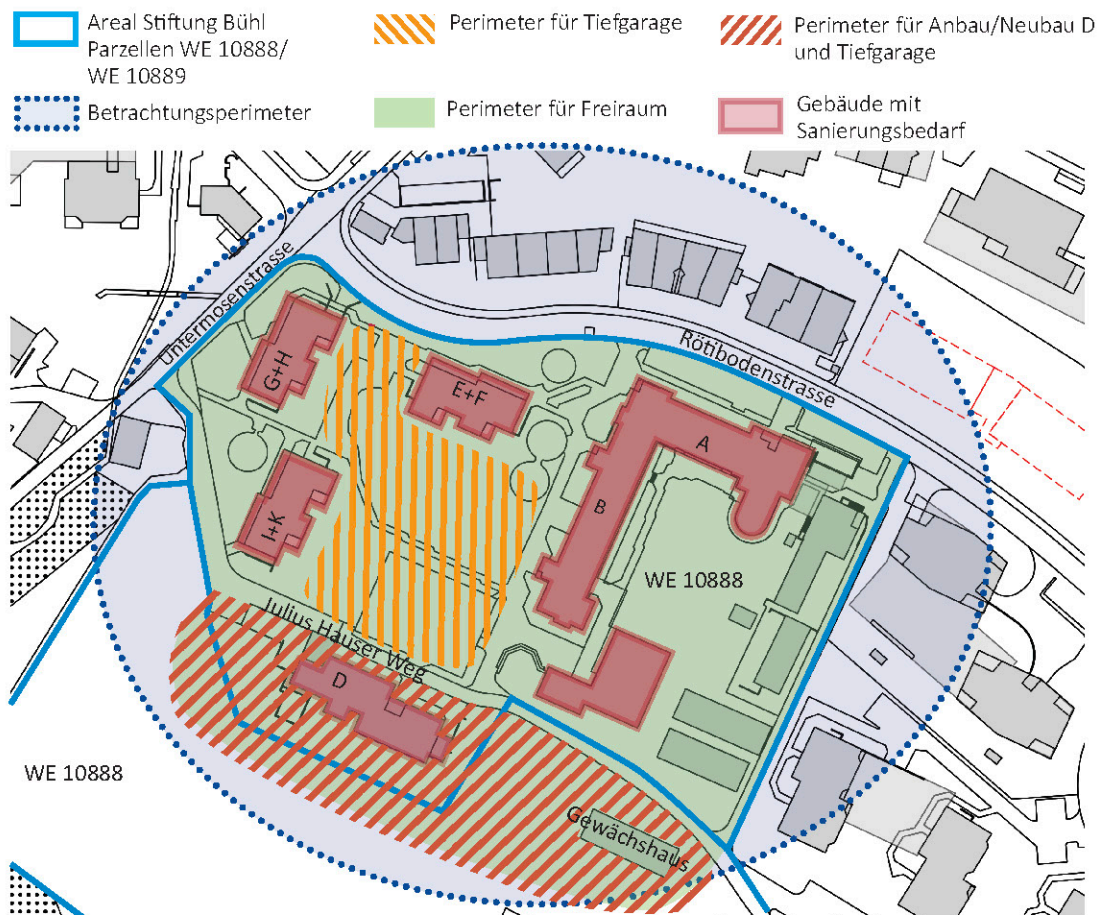 Areal Stiftung Bühl
Parzellen WE 10888/
WE 10889
Perimeter für Tiefgarage
Perimeter für Anbau/Neubau D
und Tiefgarage
Betrachtungsperimeter
Perimeter für Freiraum
Gebäude mit
Sanierungsbedarf
Untermosenstrasse
Rötibodenstrasse
G+H
E+F
A
B
I+K
WE 10888
Julius Hauser Weg
D
WE 10888
Gewächshaus